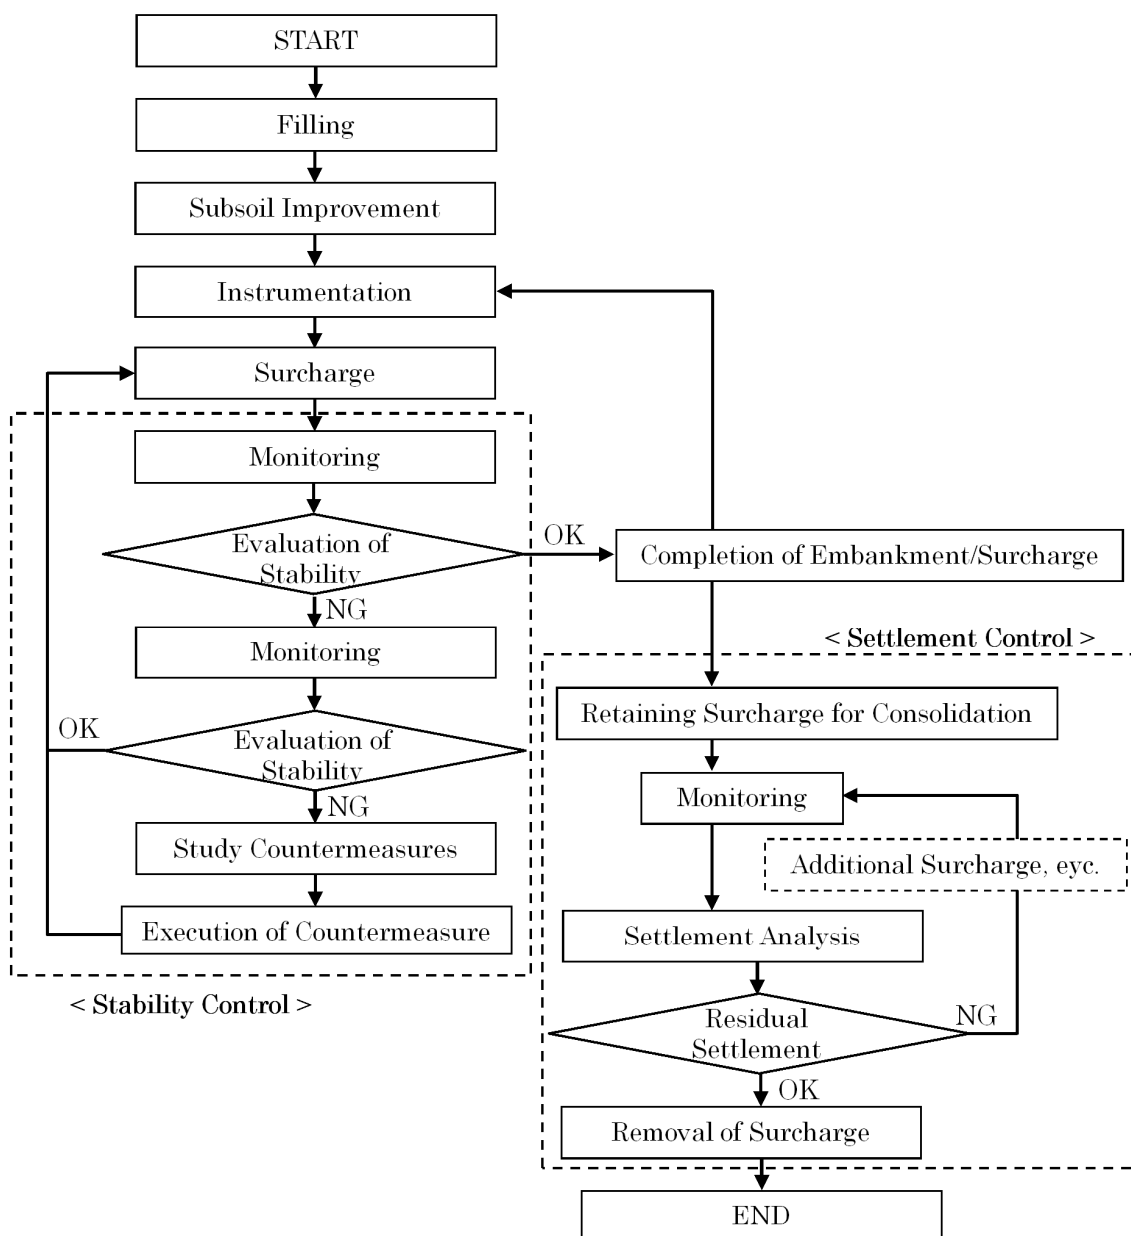 START
Filling
Subsoil Improvement
Instrumentation
Surcharge
Monitoring
Evaluation of
Stability
OK
NG
Monitoring
Evaluation of
Stability
OK
NG
Study Countermeasures
Execution of Countermeasure
< Stability Control >
Completion of Embankment/Surcharge
< Settlement Control >
Retaining Surcharge for Consolidation
Monitoring
Additional Surcharge, eyc.
Settlement Analysis
Residual
Settlement
NG
OK
Removal of Surcharge
END